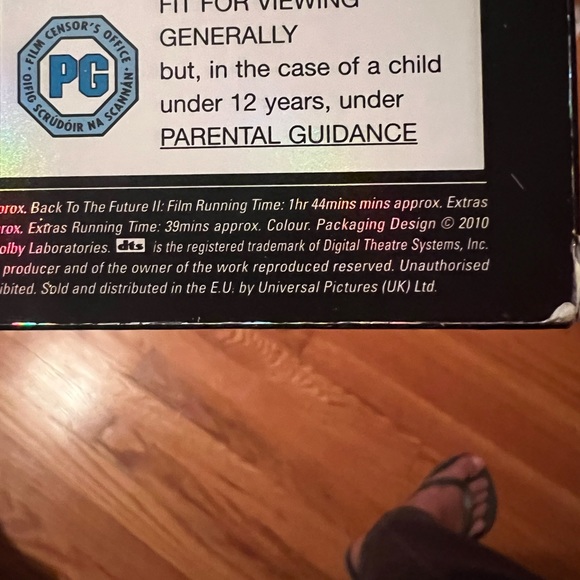 FILM CENSOR'S OFFICE
PG
OIFIG SCRÚDÓIR NA SCANNÁN
FIT FOR VIEWING
GENERALLY
but, in the case of a child
under 12 years, under
PARENTAL GUIDANCE
prox. Back To The Future II: Film Running Time: 1hr 44mins mins approx. Extras
rox. Extras Running Time: 39mins approx. Colour. Packaging Design © 2010
olby Laboratories. dts is the registered trademark of Digital Theatre Systems, Inc.
producer and of the owner of the work reproduced reserved. Unauthorised
ibited. Sold and distributed in the E.U. by Universal Pictures (UK) Ltd.